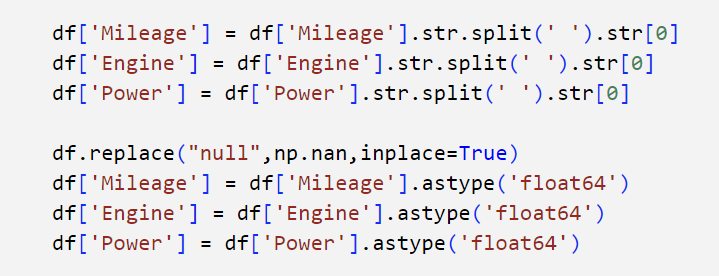 df['Mileage'] = df['Mileage'].str.split(' ').str[0]
df['Engine'] = df['Engine'].str.split(' ').str[0]
df['Power'] = df['Power'].str.split(' ').str[0]
df.replace("null",np.nan,inplace=True)
df['Mileage'] = df['Mileage'].astype('float64')
df['Engine'] = df['Engine'].astype('float64')
df['Power'] = df['Power'].astype('float64')